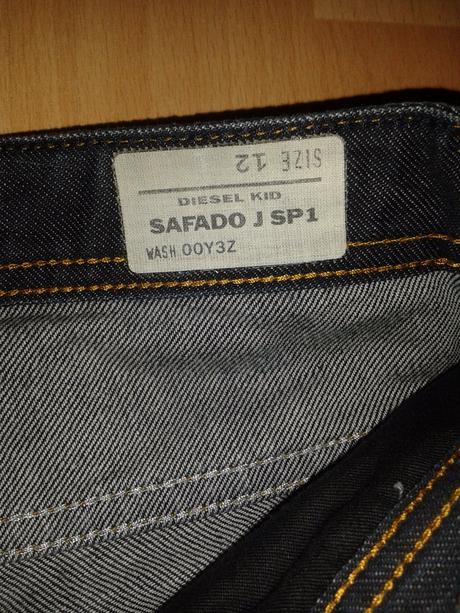 SIZE 12
DIESEL KID
SAFADO J SP1
WASH 00Y3Z